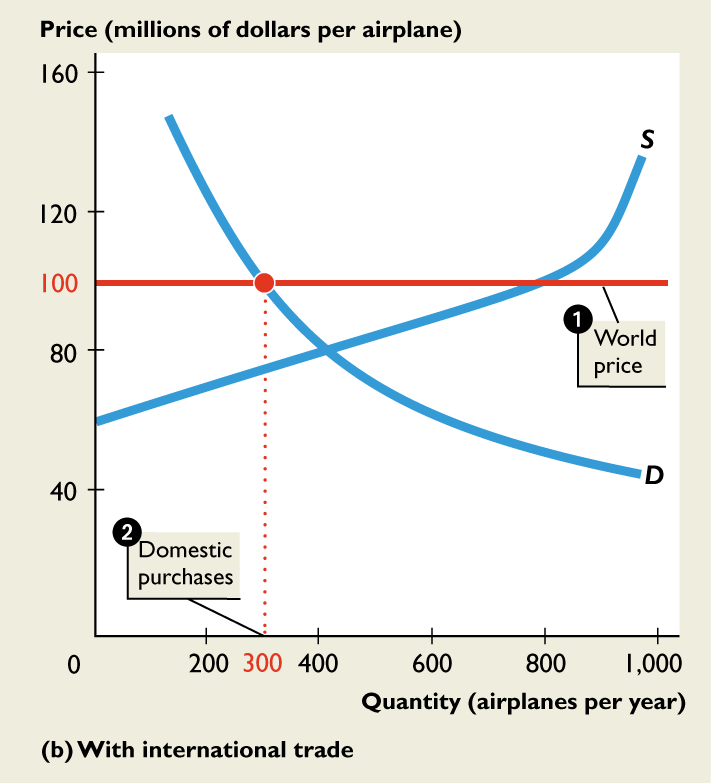 Price (millions of dollars per airplane)
160
S
120
100
1
World
price
80
D
40
2
Domestic
purchases
0
200 300 400 600 800 1,000
Quantity (airplanes per year)
(b) With international trade